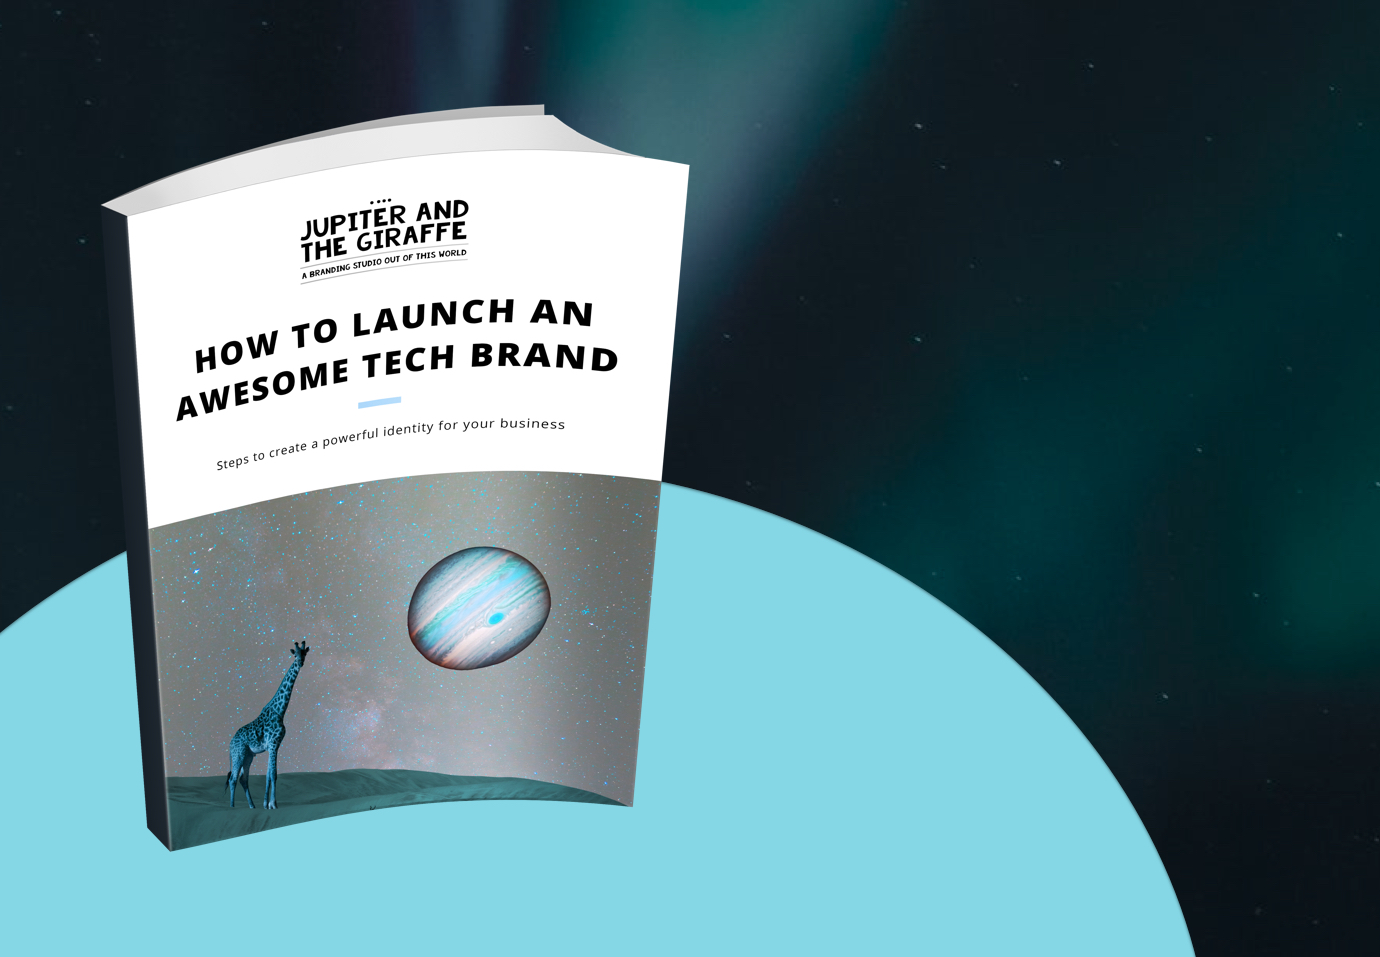 JUPITER AND
THE GIRAFFE
A BRANDING STUDIO OUT OF THIS WORLD
HOW TO LAUNCH AN
AWESOME TECH BRAND
Steps to create a powerful identity for your business